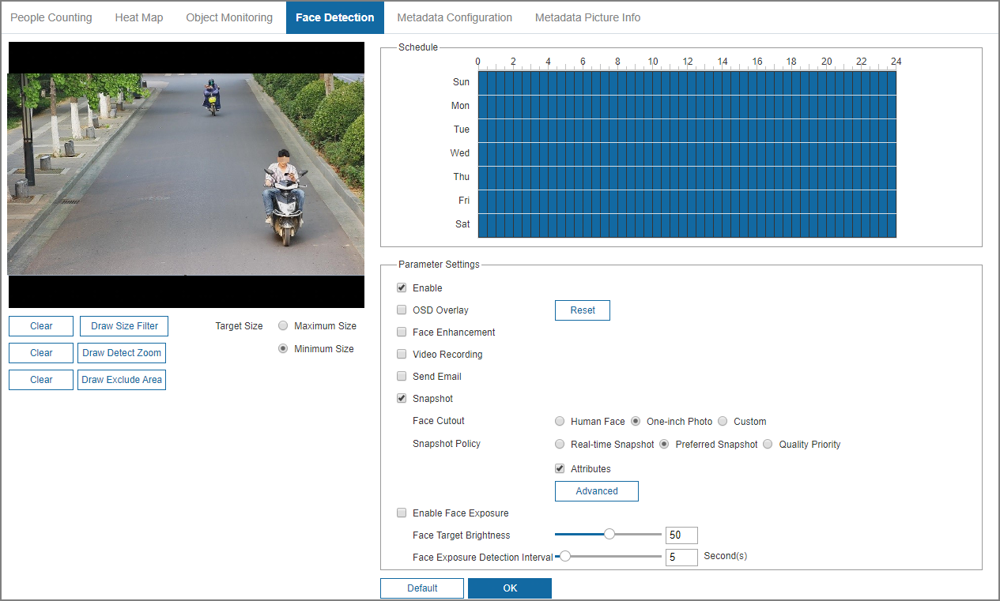 People Counting Heat Map Object Monitoring Face Detection Metadata Configuration Metadata Picture Info
Schedule
0 2 4 6 8 10 12 14 16 18 20 22 24
Sun
Mon
Tue
Wed
Thu
Fri
Sat
Clear Draw Size Filter Target Size Maximum Size
Clear Draw Detect Zoom Minimum Size
Clear Draw Exclude Area
Parameter Settings
Enable
OSD Overlay Reset
Face Enhancement
Video Recording
Send Email
Snapshot
Face Cutout Human Face One-inch Photo Custom
Snapshot Policy Real-time Snapshot Preferred Snapshot Quality Priority
Attributes
Advanced
Enable Face Exposure
Face Target Brightness 50
Face Exposure Detection Interval 5 Second(s)
Default OK